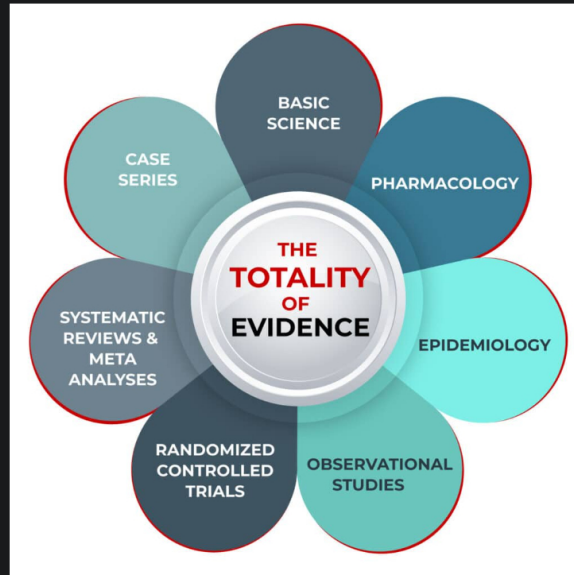 THE
TOTALITY
OF
EVIDENCE
BASIC
SCIENCE
PHARMACOLOGY
EPIDEMIOLOGY
OBSERVATIONAL
STUDIES
RANDOMIZED
CONTROLLED
TRIALS
SYSTEMATIC
REVIEWS &
META
ANALYSES
CASE
SERIES